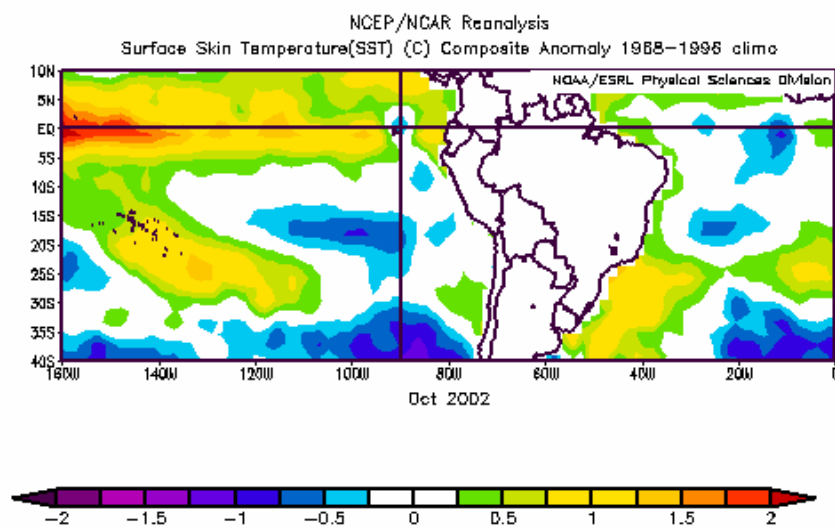 NCEP/NCAR Reanalysis
Surface Skin Temperature(SST) (C) Composite Anomaly 1968-1996 clima
NOAA/ESRL Physical Sciences Division
10N
5N
EQ
5S
10S
15S
20S
25S
30S
35S
40S
160W 140W 120W 100W 80W 60W 40W 20W 0
Oct 2002
-2 -1.5 -1 -0.5 0 0.5 1 1.5 2